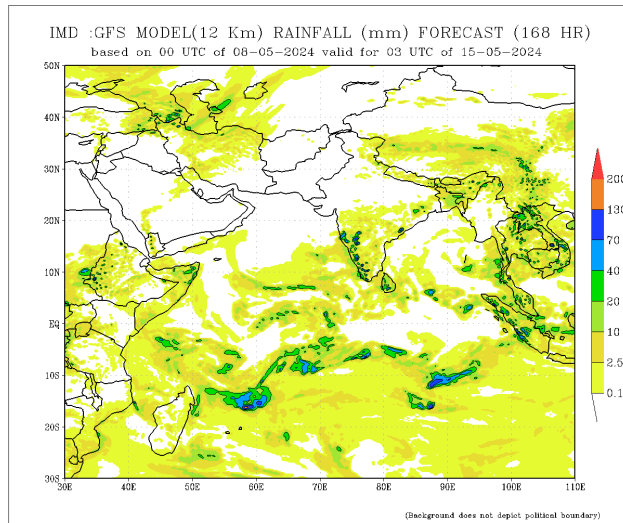 IMD :GFS MODEL(12 Km) RAINFALL (mm) FORECAST (168 HR)
based on 00 UTC of 08-05-2024 valid for 03 UTC of 15-05-2024
50N
40N
30N
20N
10N
EQ
10S
20S
30S
30E 40E 50E 60E 70E 80E 90E 100E 110E
200
130
70
40
20
10
2.5
0.1
(Background does not depict political boundary)